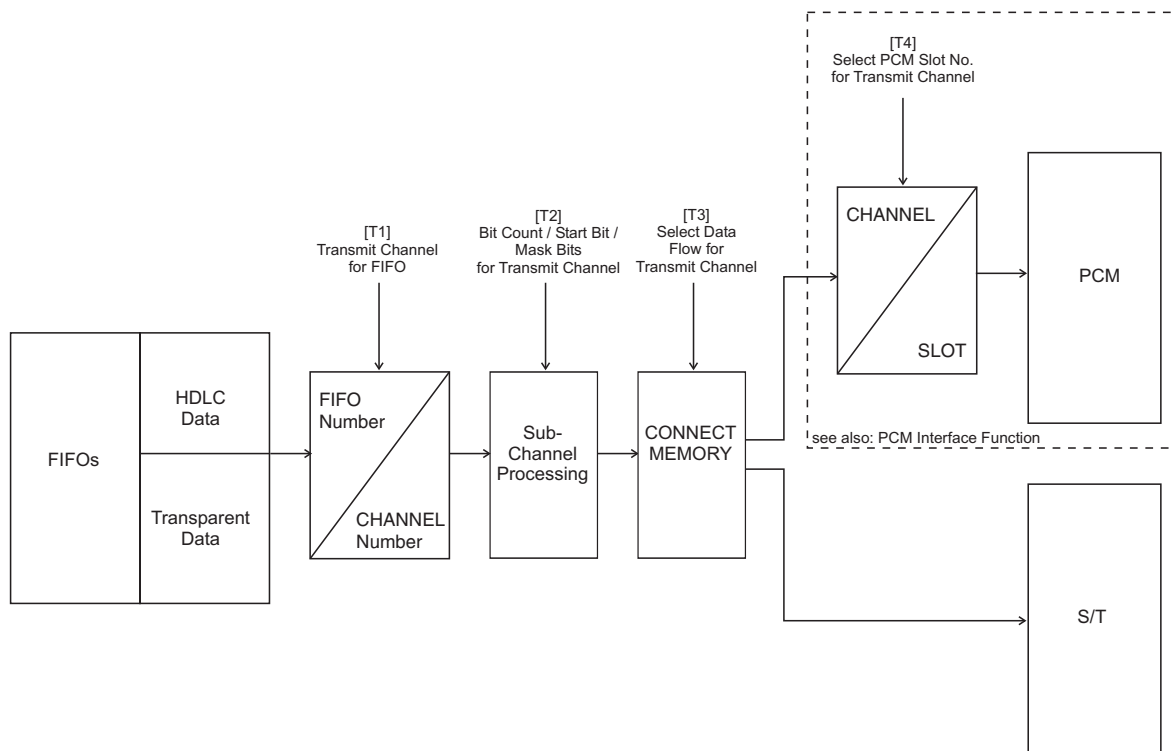 [T4]
Select PCM Slot No.
for Transmit Channel
CHANNEL
SLOT
PCM
see also: PCM Interface Function
[T1]
Transmit Channel
for FIFO
[T2]
Bit Count / Start Bit /
Mask Bits
for Transmit Channel
[T3]
Select Data
Flow for
Transmit Channel
FIFOs
HDLC
Data
Transparent
Data
FIFO
Number
CHANNEL
Number
Sub-
Channel
Processing
CONNECT
MEMORY
S/T